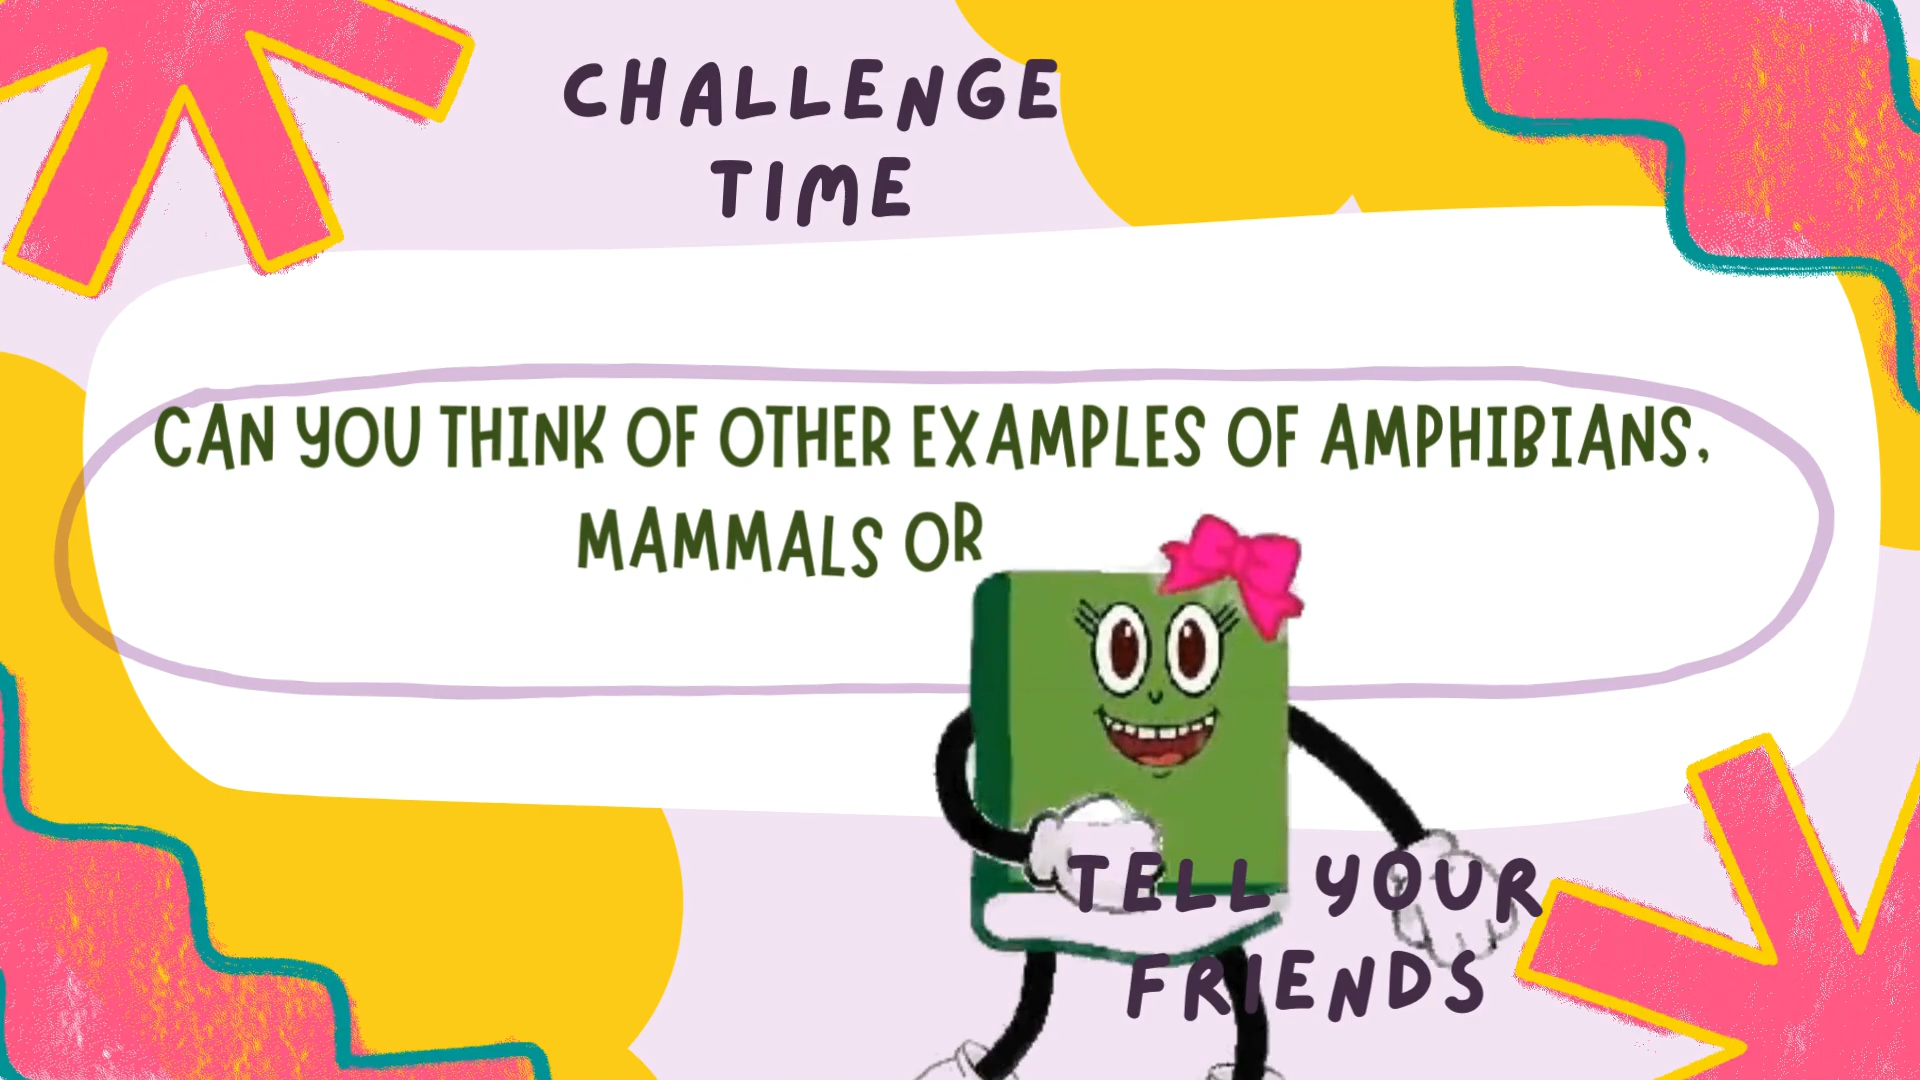 CHALLENGE
TIME
CAN YOU THINK OF OTHER EXAMPLES OF AMPHIBIANS,
MAMMALS OR
TELL YOUR
FRIENDS